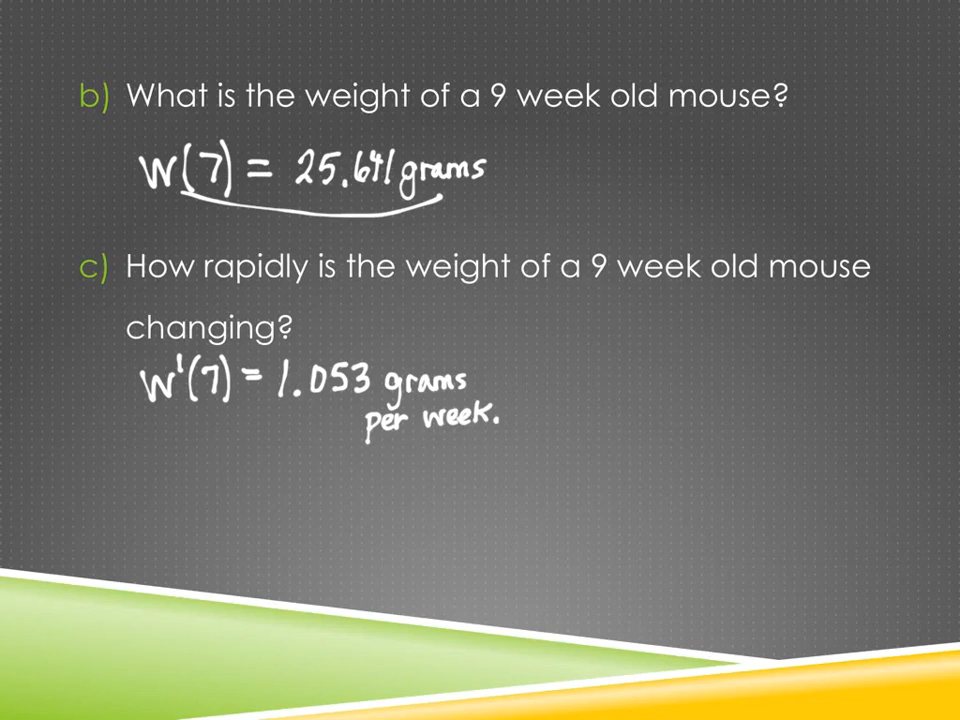 b) What is the weight of a 9 week old mouse?
W(7) = 25.641 grams
c) How rapidly is the weight of a 9 week old mouse
changing?
W'(7) = 1.053 grams
per week.